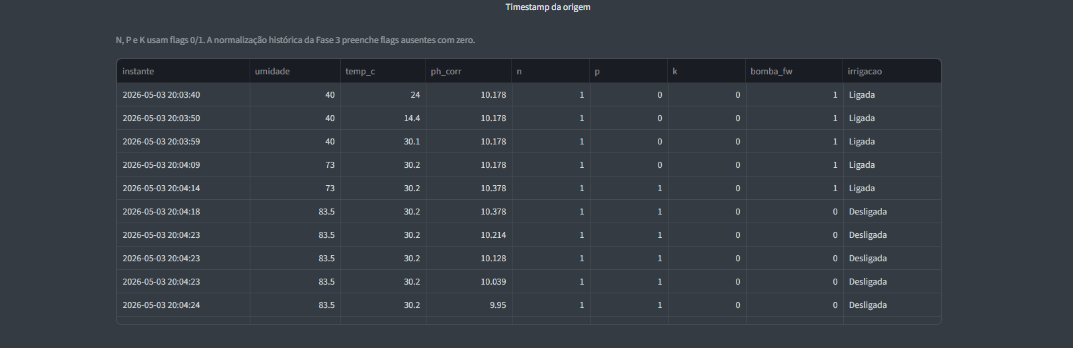 Timestamp da origem
N, P e K usam flags 0/1. A normalização histórica da Fase 3 preenche flags ausentes com zero.
instante umidade temp_c ph_corr n p k bomba_fw irrigacao
2026-05-03 20:03:40 40 24 10.178 1 0 0 1 Ligada
2026-05-03 20:03:50 40 14.4 10.178 1 0 0 1 Ligada
2026-05-03 20:03:59 40 30.1 10.178 1 0 0 1 Ligada
2026-05-03 20:04:09 73 30.2 10.178 1 0 0 1 Ligada
2026-05-03 20:04:14 73 30.2 10.378 1 1 0 1 Ligada
2026-05-03 20:04:18 83.5 30.2 10.378 1 1 0 0 Desligada
2026-05-03 20:04:23 83.5 30.2 10.214 1 1 0 0 Desligada
2026-05-03 20:04:23 83.5 30.2 10.128 1 1 0 0 Desligada
2026-05-03 20:04:23 83.5 30.2 10.039 1 1 0 0 Desligada
2026-05-03 20:04:24 83.5 30.2 9.95 1 1 0 0 Desligada